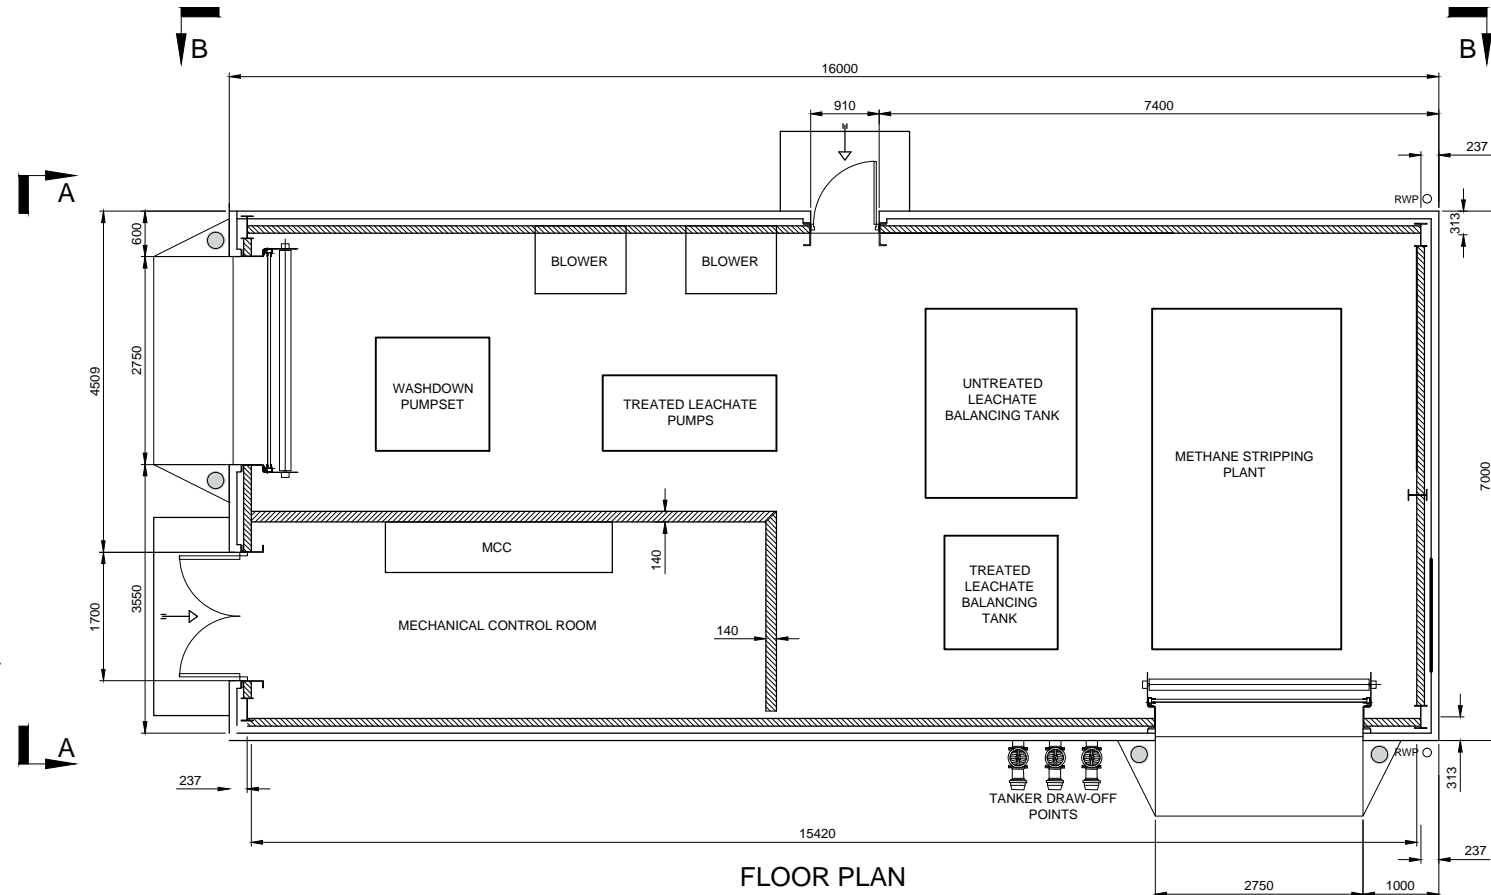 B
B
16000
910
7400
237
A
RWP
313
600
BLOWER
BLOWER
2750
4509
WASHDOWN
PUMPSET
TREATED LEACHATE
PUMPS
UNTREATED
LEACHATE
BALANCING TANK
METHANE STRIPPING
PLANT
7000
MCC
140
TREATED
LEACHATE
BALANCING
TANK
3550
1700
MECHANICAL CONTROL ROOM
140
A
RWP
313
237
TANKER DRAW-OFF
POINTS
15420
237
FLOOR PLAN
2750
1000